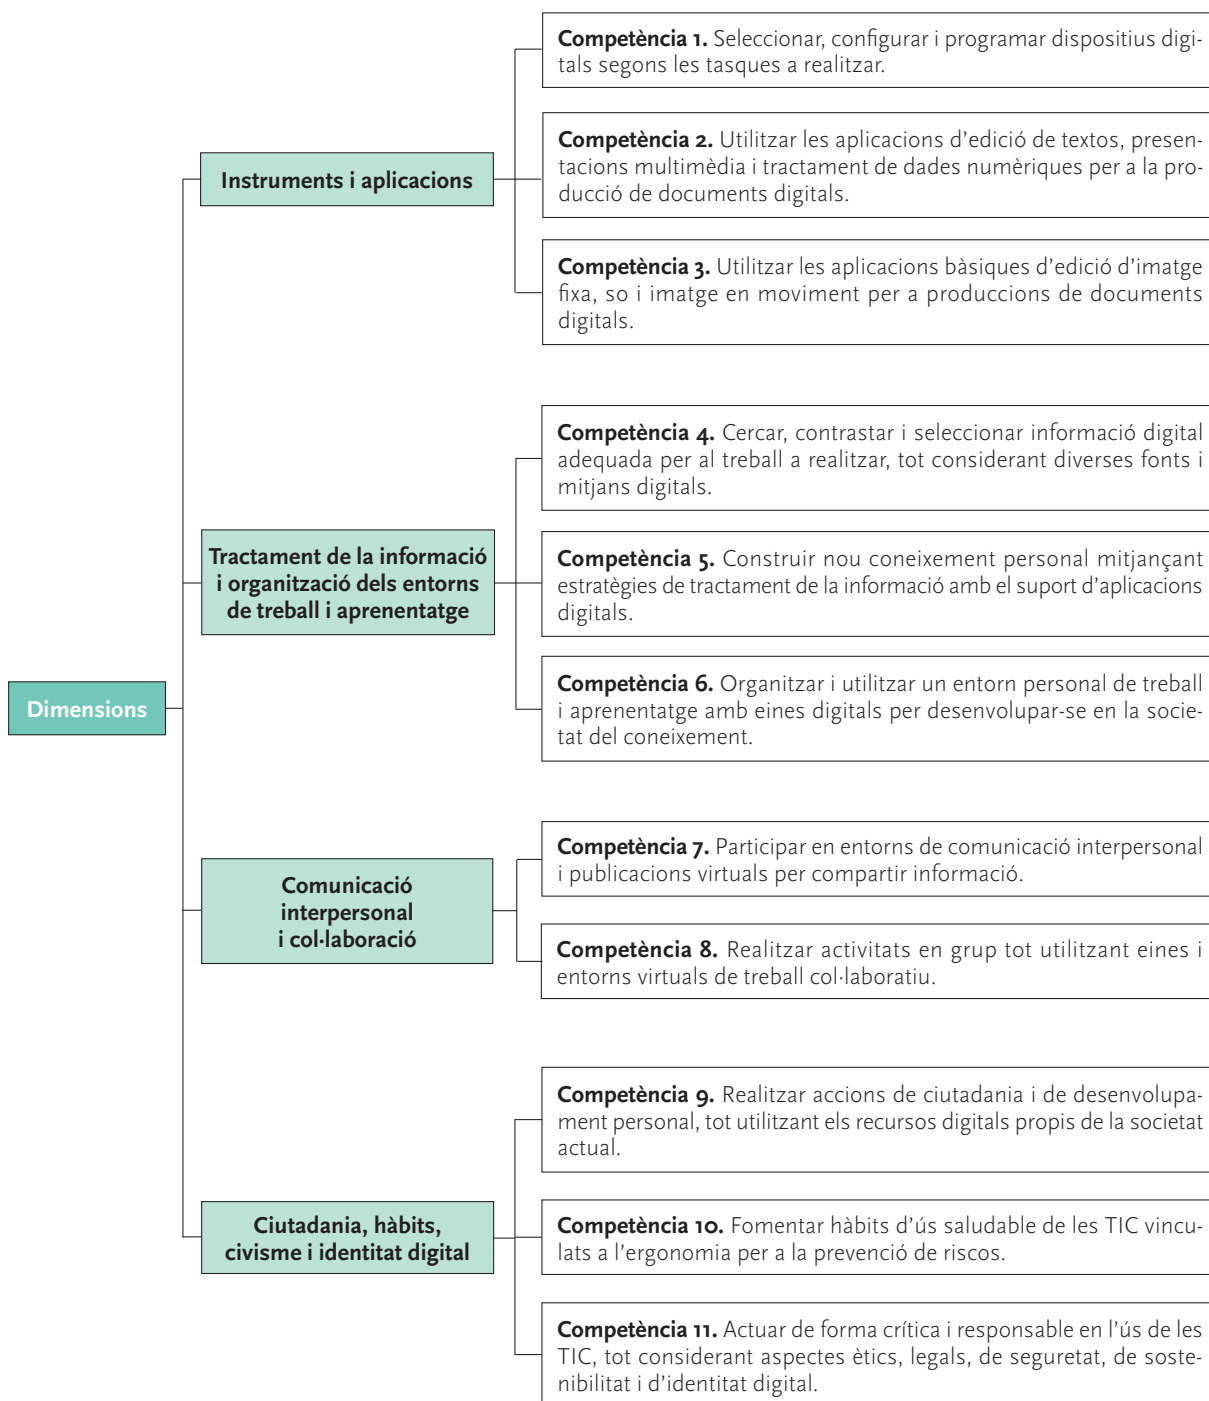 Dimensions
Instruments i aplicacions
Competència 1. Seleccionar, configurar i programar dispositius digi-
tals segons les tasques a realitzar.
Competència 2. Utilitzar les aplicacions d’edició de textos, presen-
tacions multimèdia i tractament de dades numèriques per a la pro-
ducció de documents digitals.
Competència 3. Utilitzar les aplicacions bàsiques d’edició d’imatge
fixa, so i imatge en moviment per a produccions de documents
digitals.
Tractament de la informació
i organització dels entorns
de treball i aprenentatge
Competència 4. Cercar, contrastar i seleccionar informació digital
adequada per al treball a realitzar, tot considerant diverses fonts i
mitjans digitals.
Competència 5. Construir nou coneixement personal mitjançant
estratègies de tractament de la informació amb el suport d’aplicacions
digitals.
Competència 6. Organitzar i utilitzar un entorn personal de treball
i aprenentatge amb eines digitals per desenvolupar-se en la socie-
tat del coneixement.
Comunicació
interpersonal
i col·laboració
Competència 7. Participar en entorns de comunicació interpersonal
i publicacions virtuals per compartir informació.
Competència 8. Realitzar activitats en grup tot utilitzant eines i
entorns virtuals de treball col·laboratiu.
Ciutadania, hàbits,
civisme i identitat digital
Competència 9. Realitzar accions de ciutadania i de desenvolupa-
ment personal, tot utilitzant els recursos digitals propis de la societat
actual.
Competència 10. Fomentar hàbits d’ús saludable de les TIC vincu-
lats a l’ergonomia per a la prevenció de riscos.
Competència 11. Actuar de forma crítica i responsable en l’ús de les
TIC, tot considerant aspectes ètics, legals, de seguretat, de soste-
nibilitat i d’identitat digital.